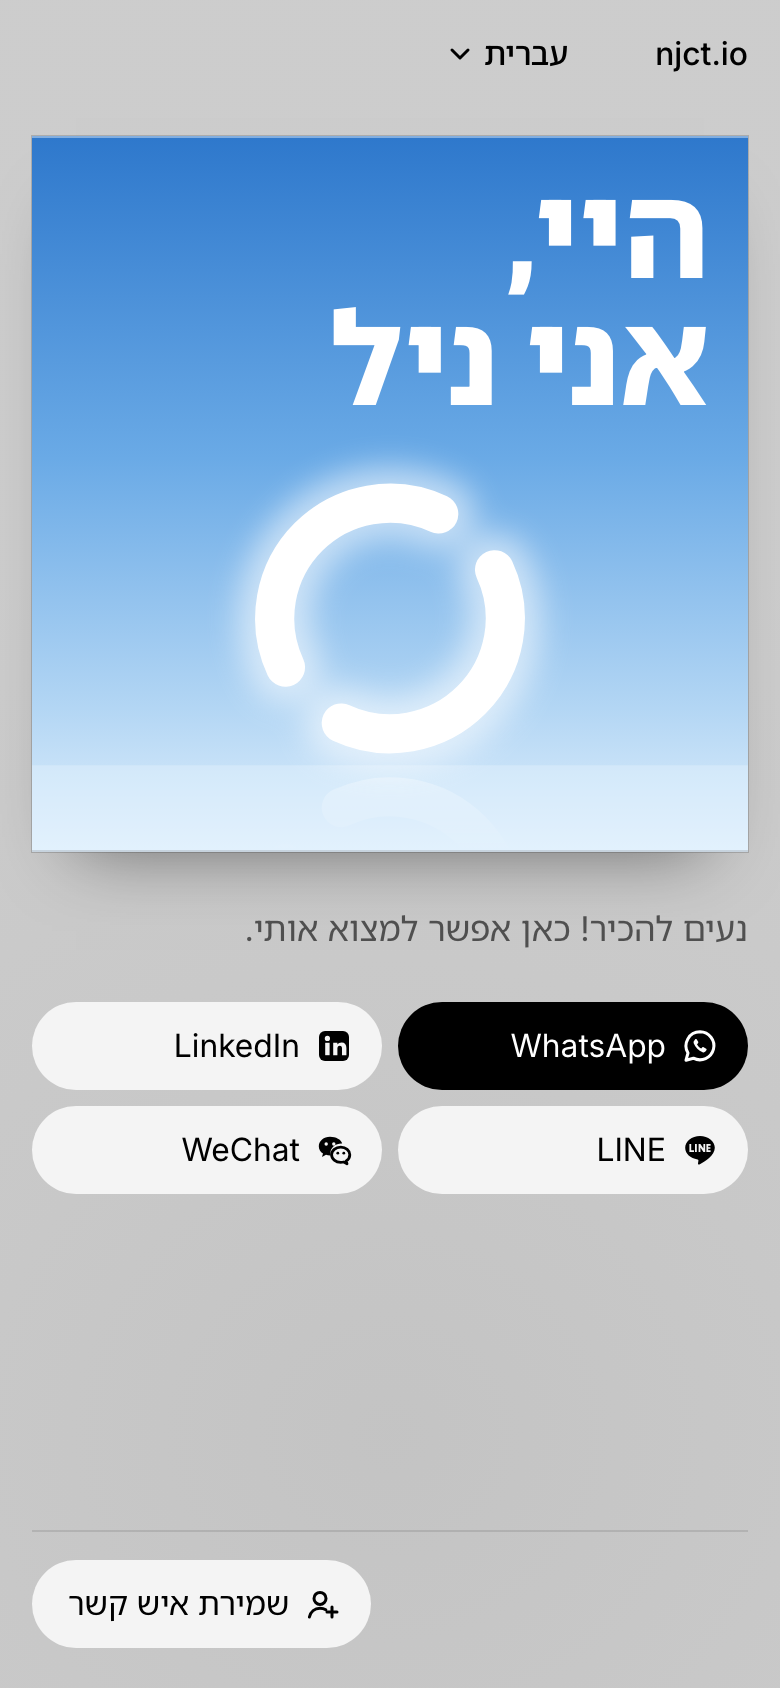 njct.io
עברית
היי,
אני ניל
נעים להכיר! כאן אפשר למצוא אותי.
WhatsApp
LinkedIn
LINE
LINE
WeChat
שמירת איש קשר